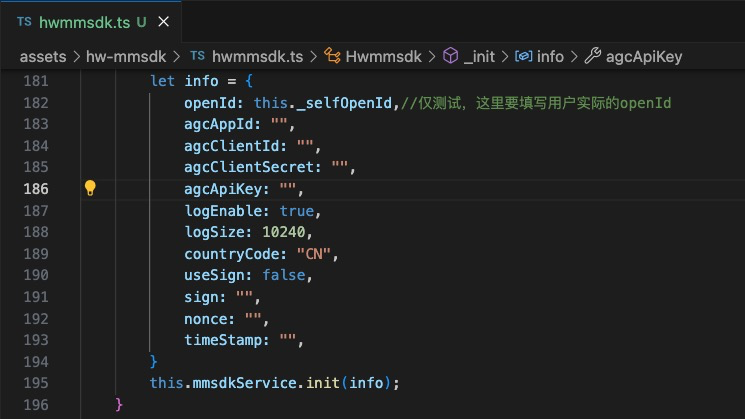 TS hwmmsdk.ts U ×
assets > hw-mmsdk > TS hwmmsdk.ts > Hwmmsdk > _init > info > agcApiKey
181 let info = {
182 openId: this._selfOpenId,//仅测试，这里要填写用户实际的openId
183 agcAppId: "",
184 agcClientId: "",
185 agcClientSecret: "",
186 agcApiKey: "",
187 logEnable: true,
188 logSize: 10240,
189 countryCode: "CN",
190 useSign: false,
191 sign: "",
192 nonce: "",
193 timeStamp: "",
194 }
195 this.mmsdkService.init(info);
196 }